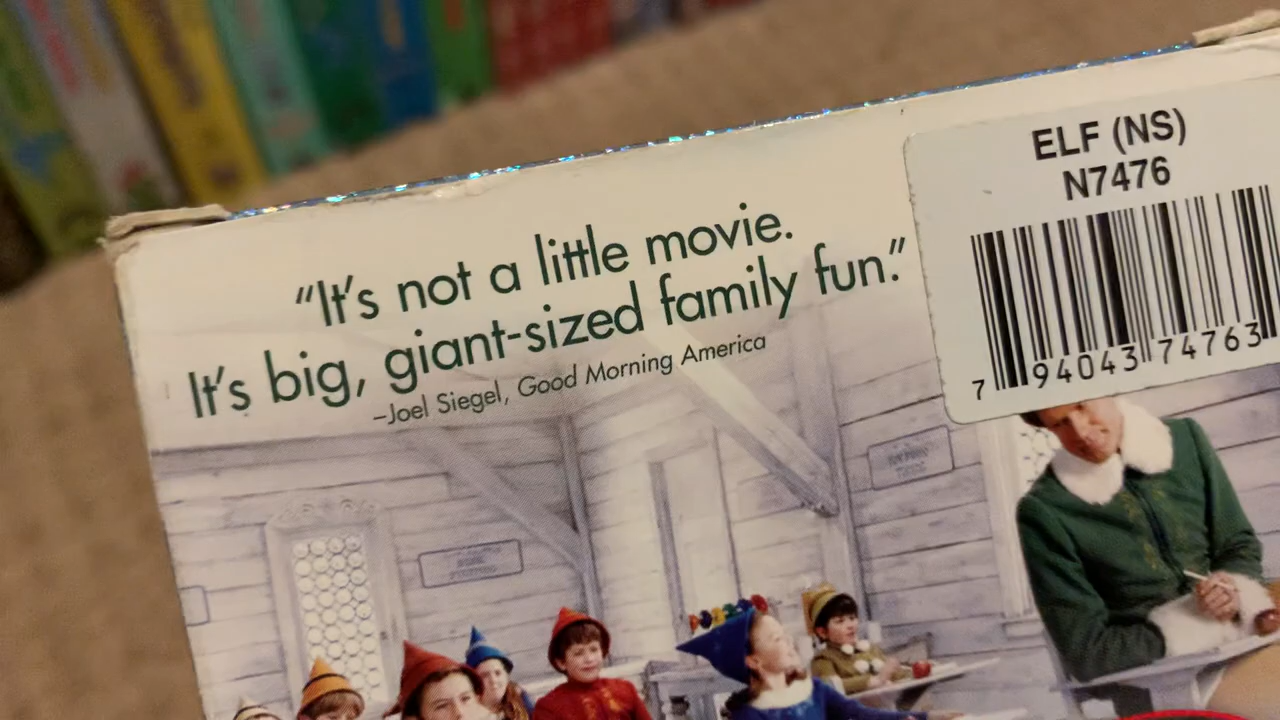 “It’s not a little movie.
It’s big, giant-sized family fun.”
–Joel Siegel, Good Morning America
ELF (NS)
N7476
7 94043 74763